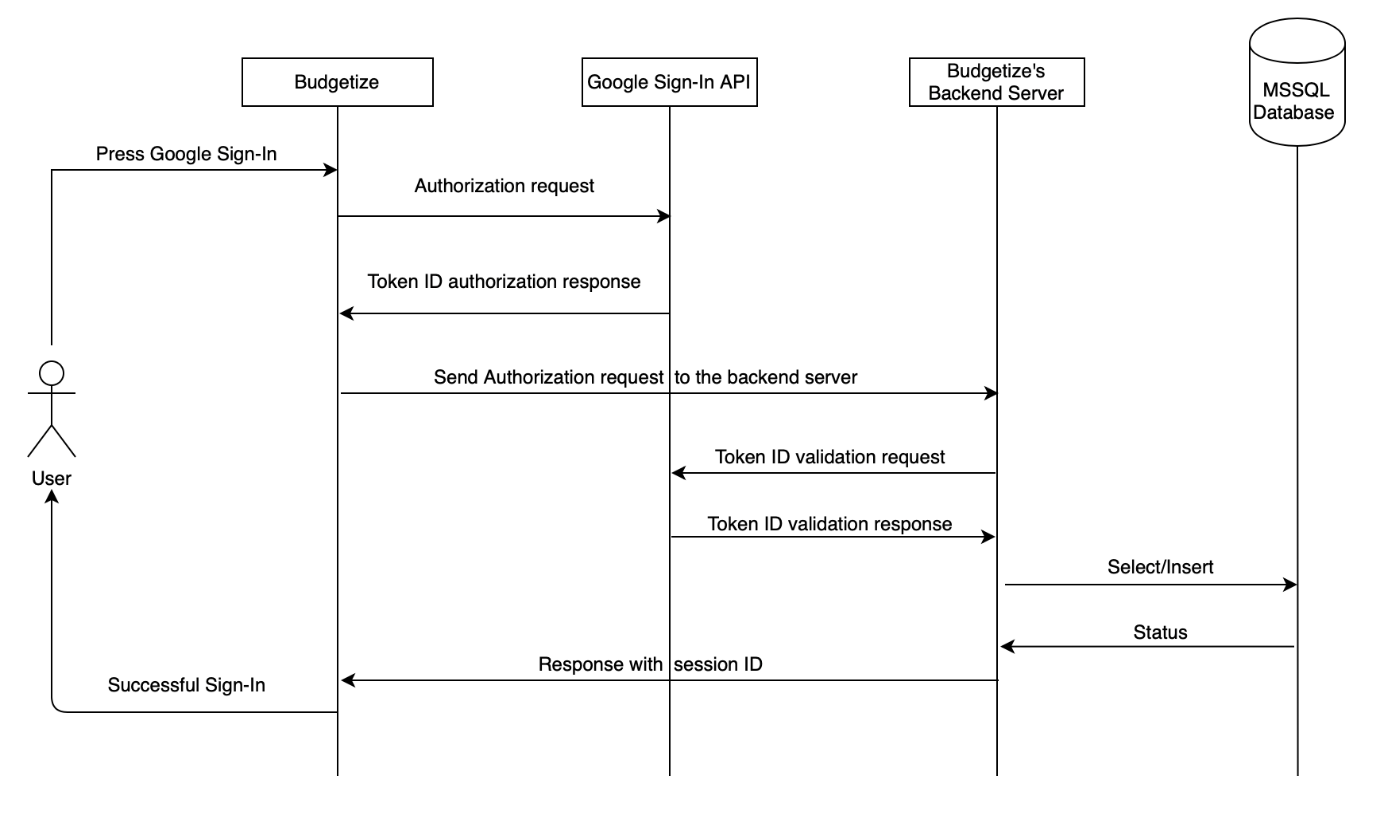 Budgetize
Google Sign-In API
Budgetize's
Backend Server
MSSQL
Database
Press Google Sign-In
Authorization request
Token ID authorization response
Send Authorization request to the backend server
Token ID validation request
User
Token ID validation response
Select/Insert
Status
Response with session ID
Successful Sign-In